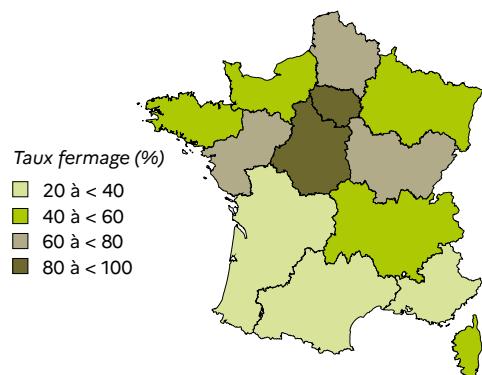 Taux fermage (%)
20 à < 40
40 à < 60
60 à < 80
80 à < 100